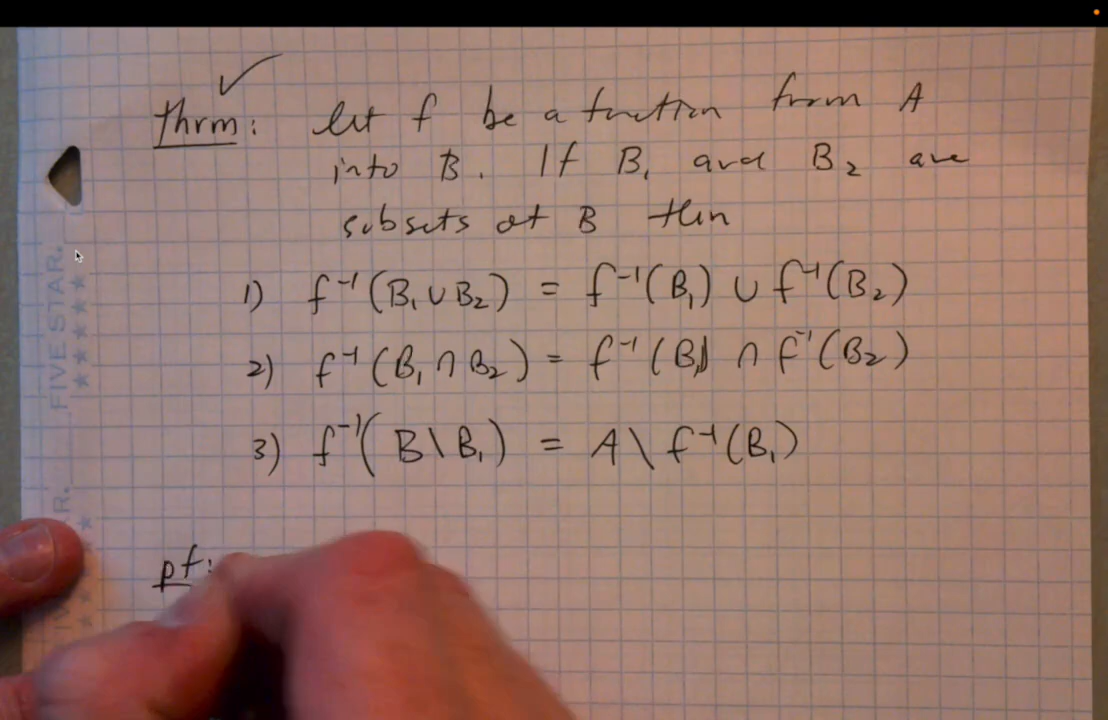 thrm: let f be a function from A
into B. If B₁ and B₂ are
subsets of B then
1) f⁻¹(B₁ ∪ B₂) = f⁻¹(B₁) ∪ f⁻¹(B₂)
2) f⁻¹(B₁ ∩ B₂) = f⁻¹(B₁) ∩ f⁻¹(B₂)
3) f⁻¹(B \ B₁) = A \ f⁻¹(B₁)
pf:
FIVE STAR.